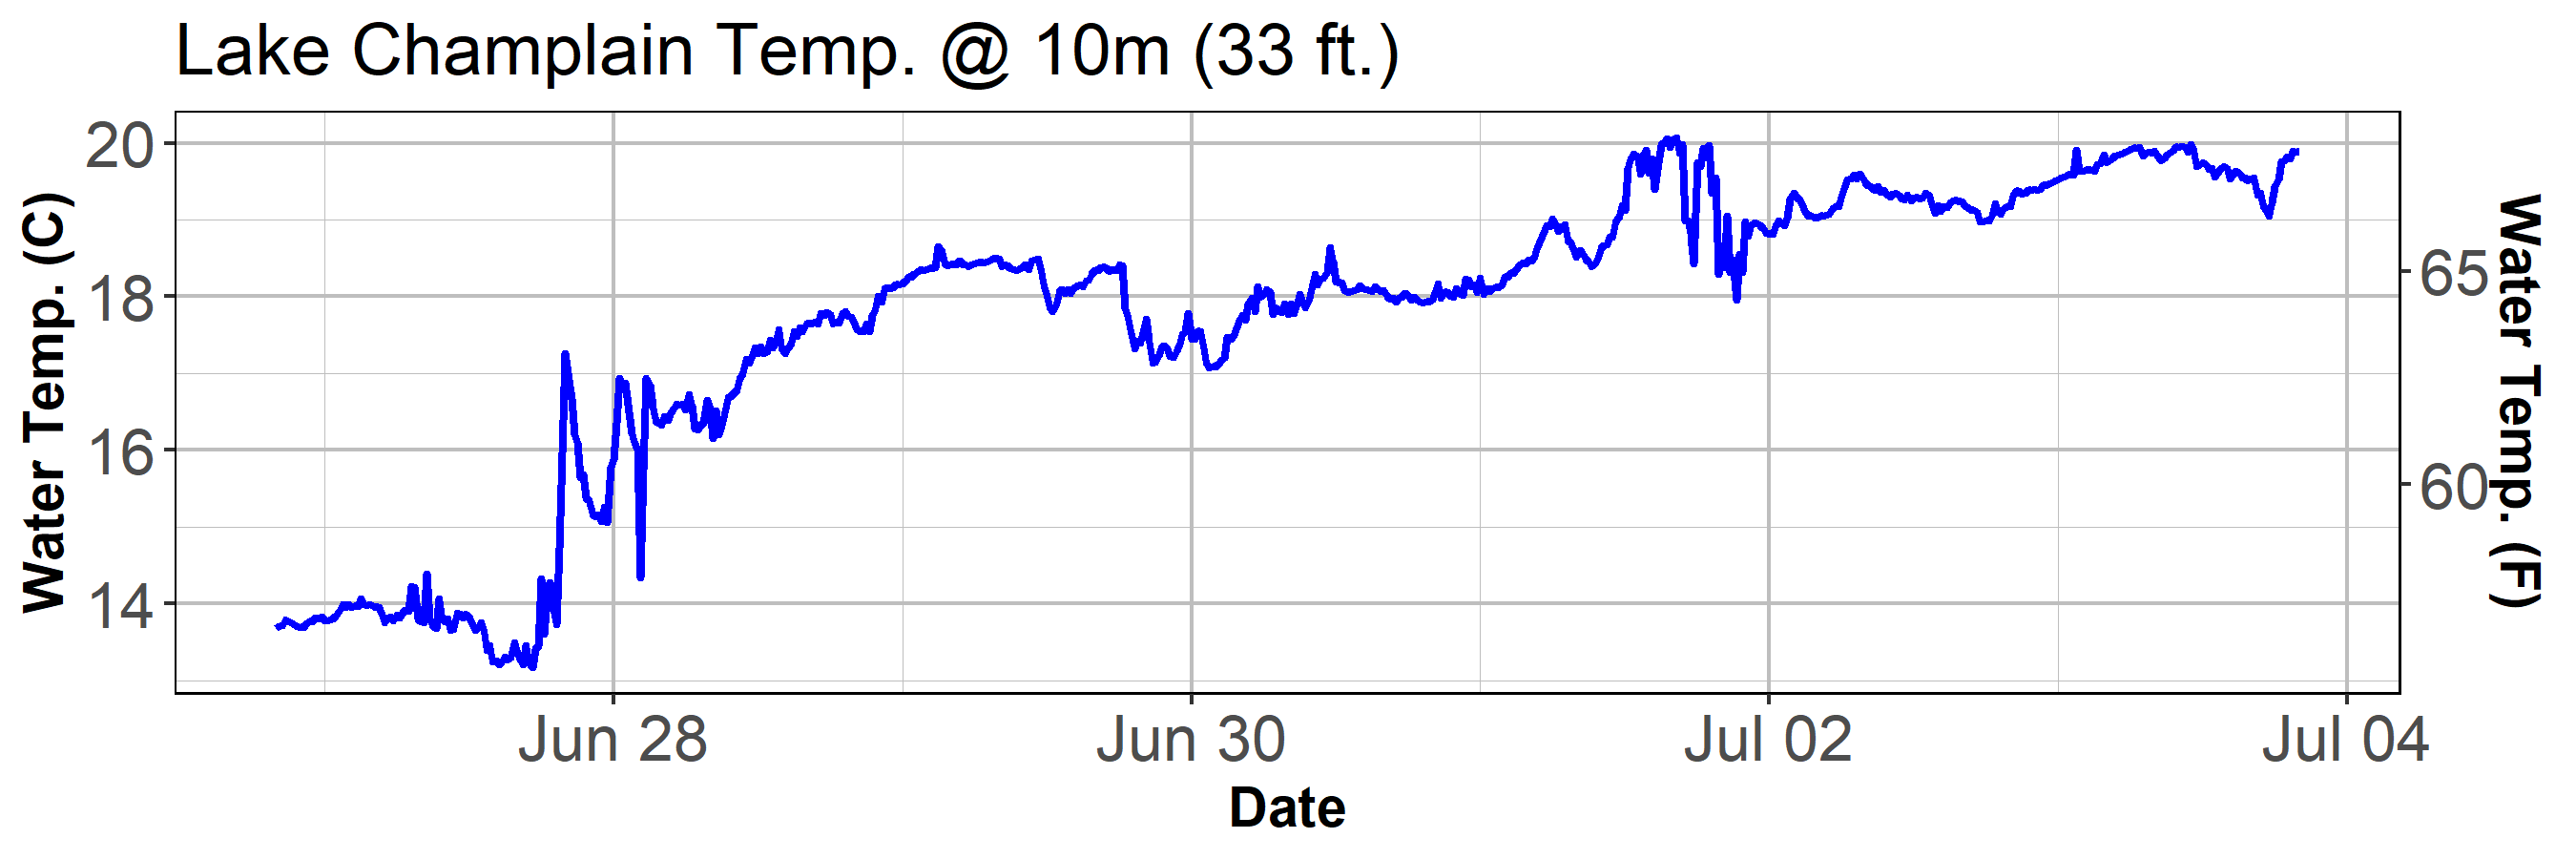 Lake Champlain Temp. @ 10m (33 ft.)
Water Temp. (C)
20
18
16
14
65
60
Water Temp. (F)
Jun 28 Jun 30 Jul 02 Jul 04
Date